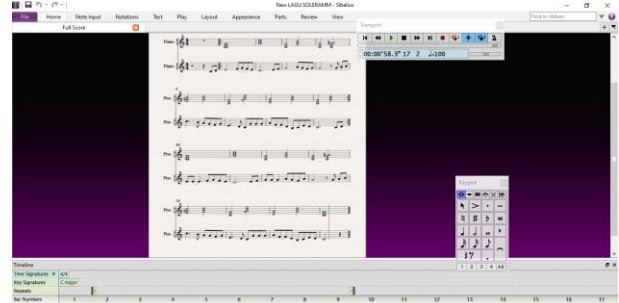 New LAGU SOLERAMM - Sibelius
File Home Note Input Notations Text Play Layout Appearance Parts Review View Find in ribbon
Full Score
Transport
00:00'58.3" 17 2 ♩=100
Keypad
1 2 3 4 All
Timeline
Time Signatures 4/4
Key Signatures C major
Repeats
Bar Numbers 1 2 3 4 5 6 7 8 9 10 11 12 13 14 15 16 17